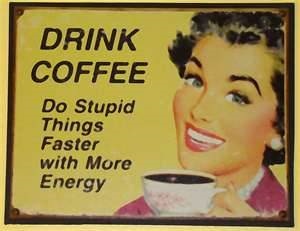 DRINK
COFFEE
Do Stupid
Things
Faster
with More
Energy